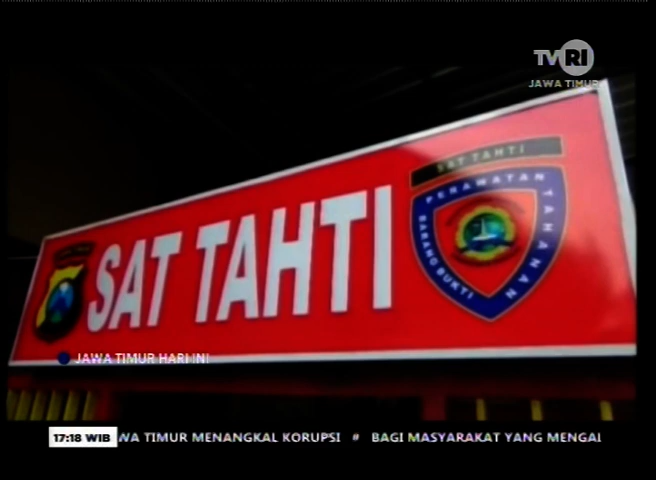 TVRI
JAWA TIMUR
SAT TAHTI
SAT TAHTI
PERAWATAN TAHANAN
BARANG BUKTI
JAWA TIMUR HARI INI
17:18 WIB
WA TIMUR MENANGKAL KORUPSI # BAGI MASYARAKAT YANG MENGAL